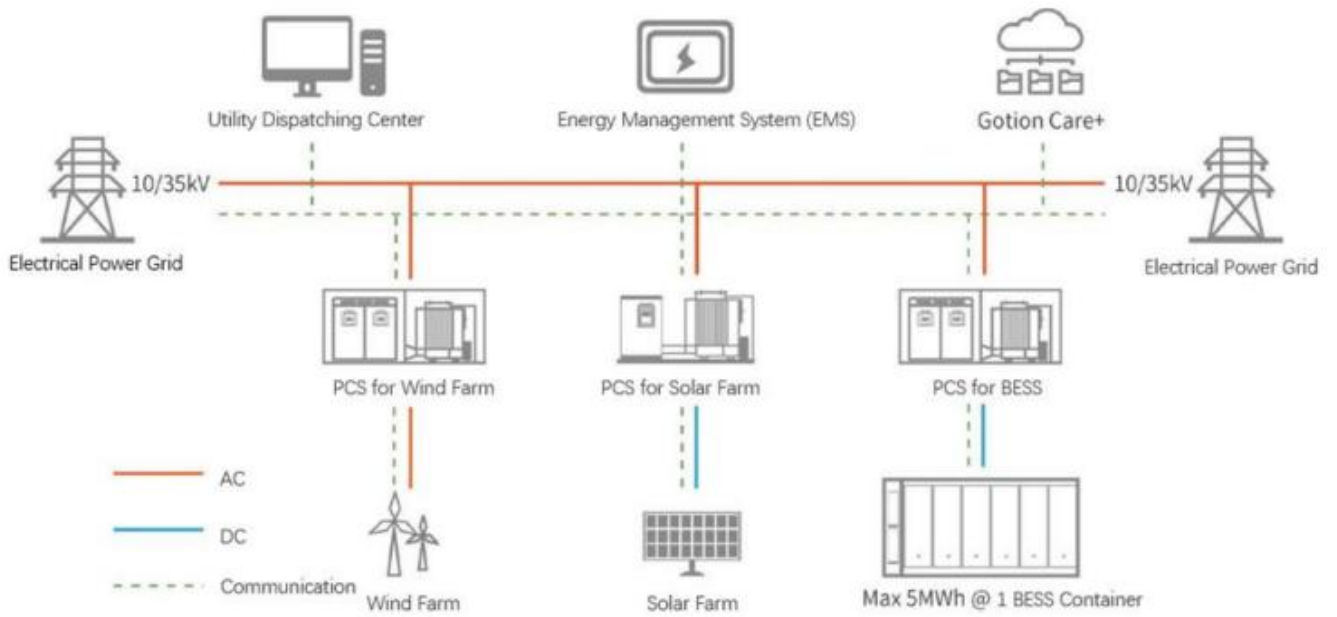 Utility Dispatching Center
Energy Management System (EMS)
Gotion Care+
10/35kV
10/35kV
Electrical Power Grid
Electrical Power Grid
PCS for Wind Farm
PCS for Solar Farm
PCS for BESS
AC
DC
Communication
Wind Farm
Solar Farm
Max 5MWh @ 1 BESS Container